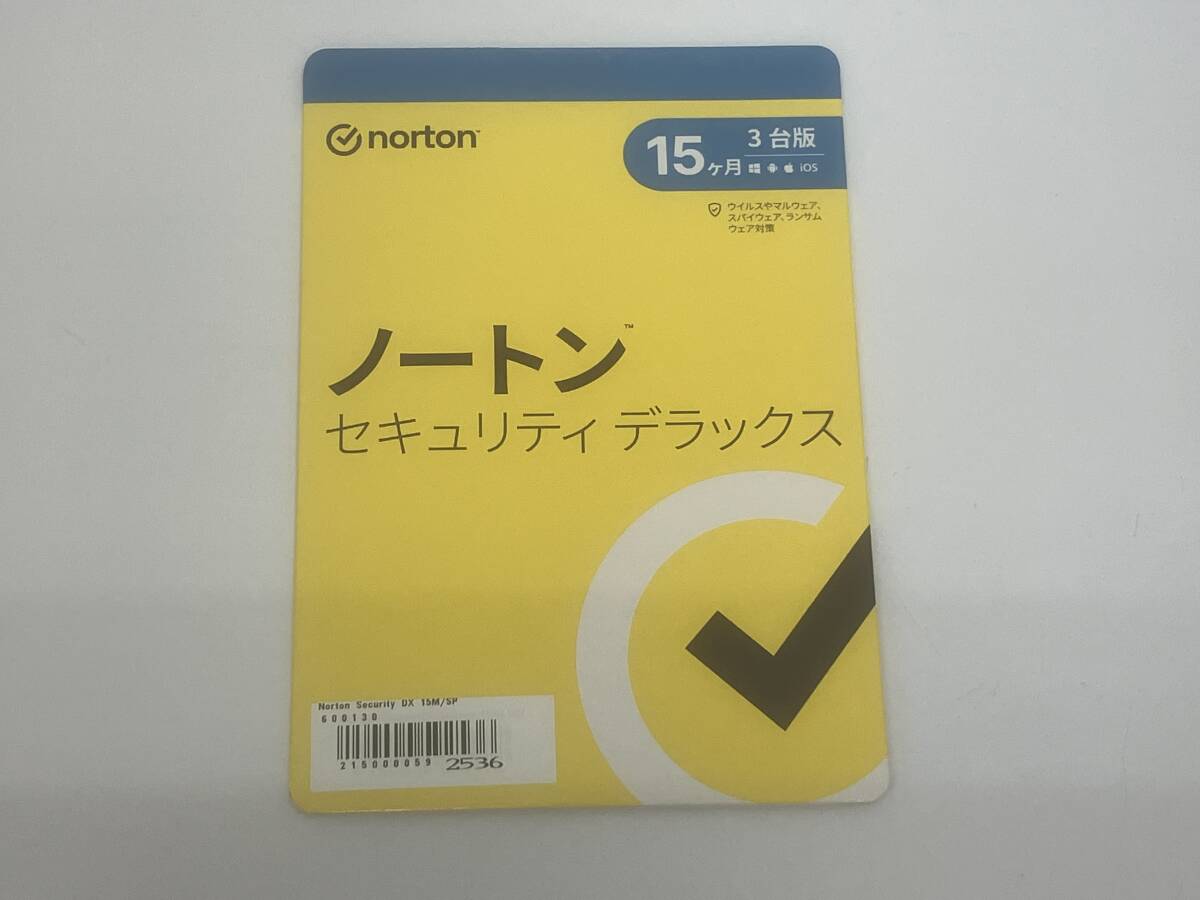 norton
15ヶ月
3台版
iOS
ウイルスやマルウェア、
スパイウェア、ランサム
ウェア対策
ノートン™
セキュリティ デラックス
Norton Security DX 15M/SP
600130
215000059 2536